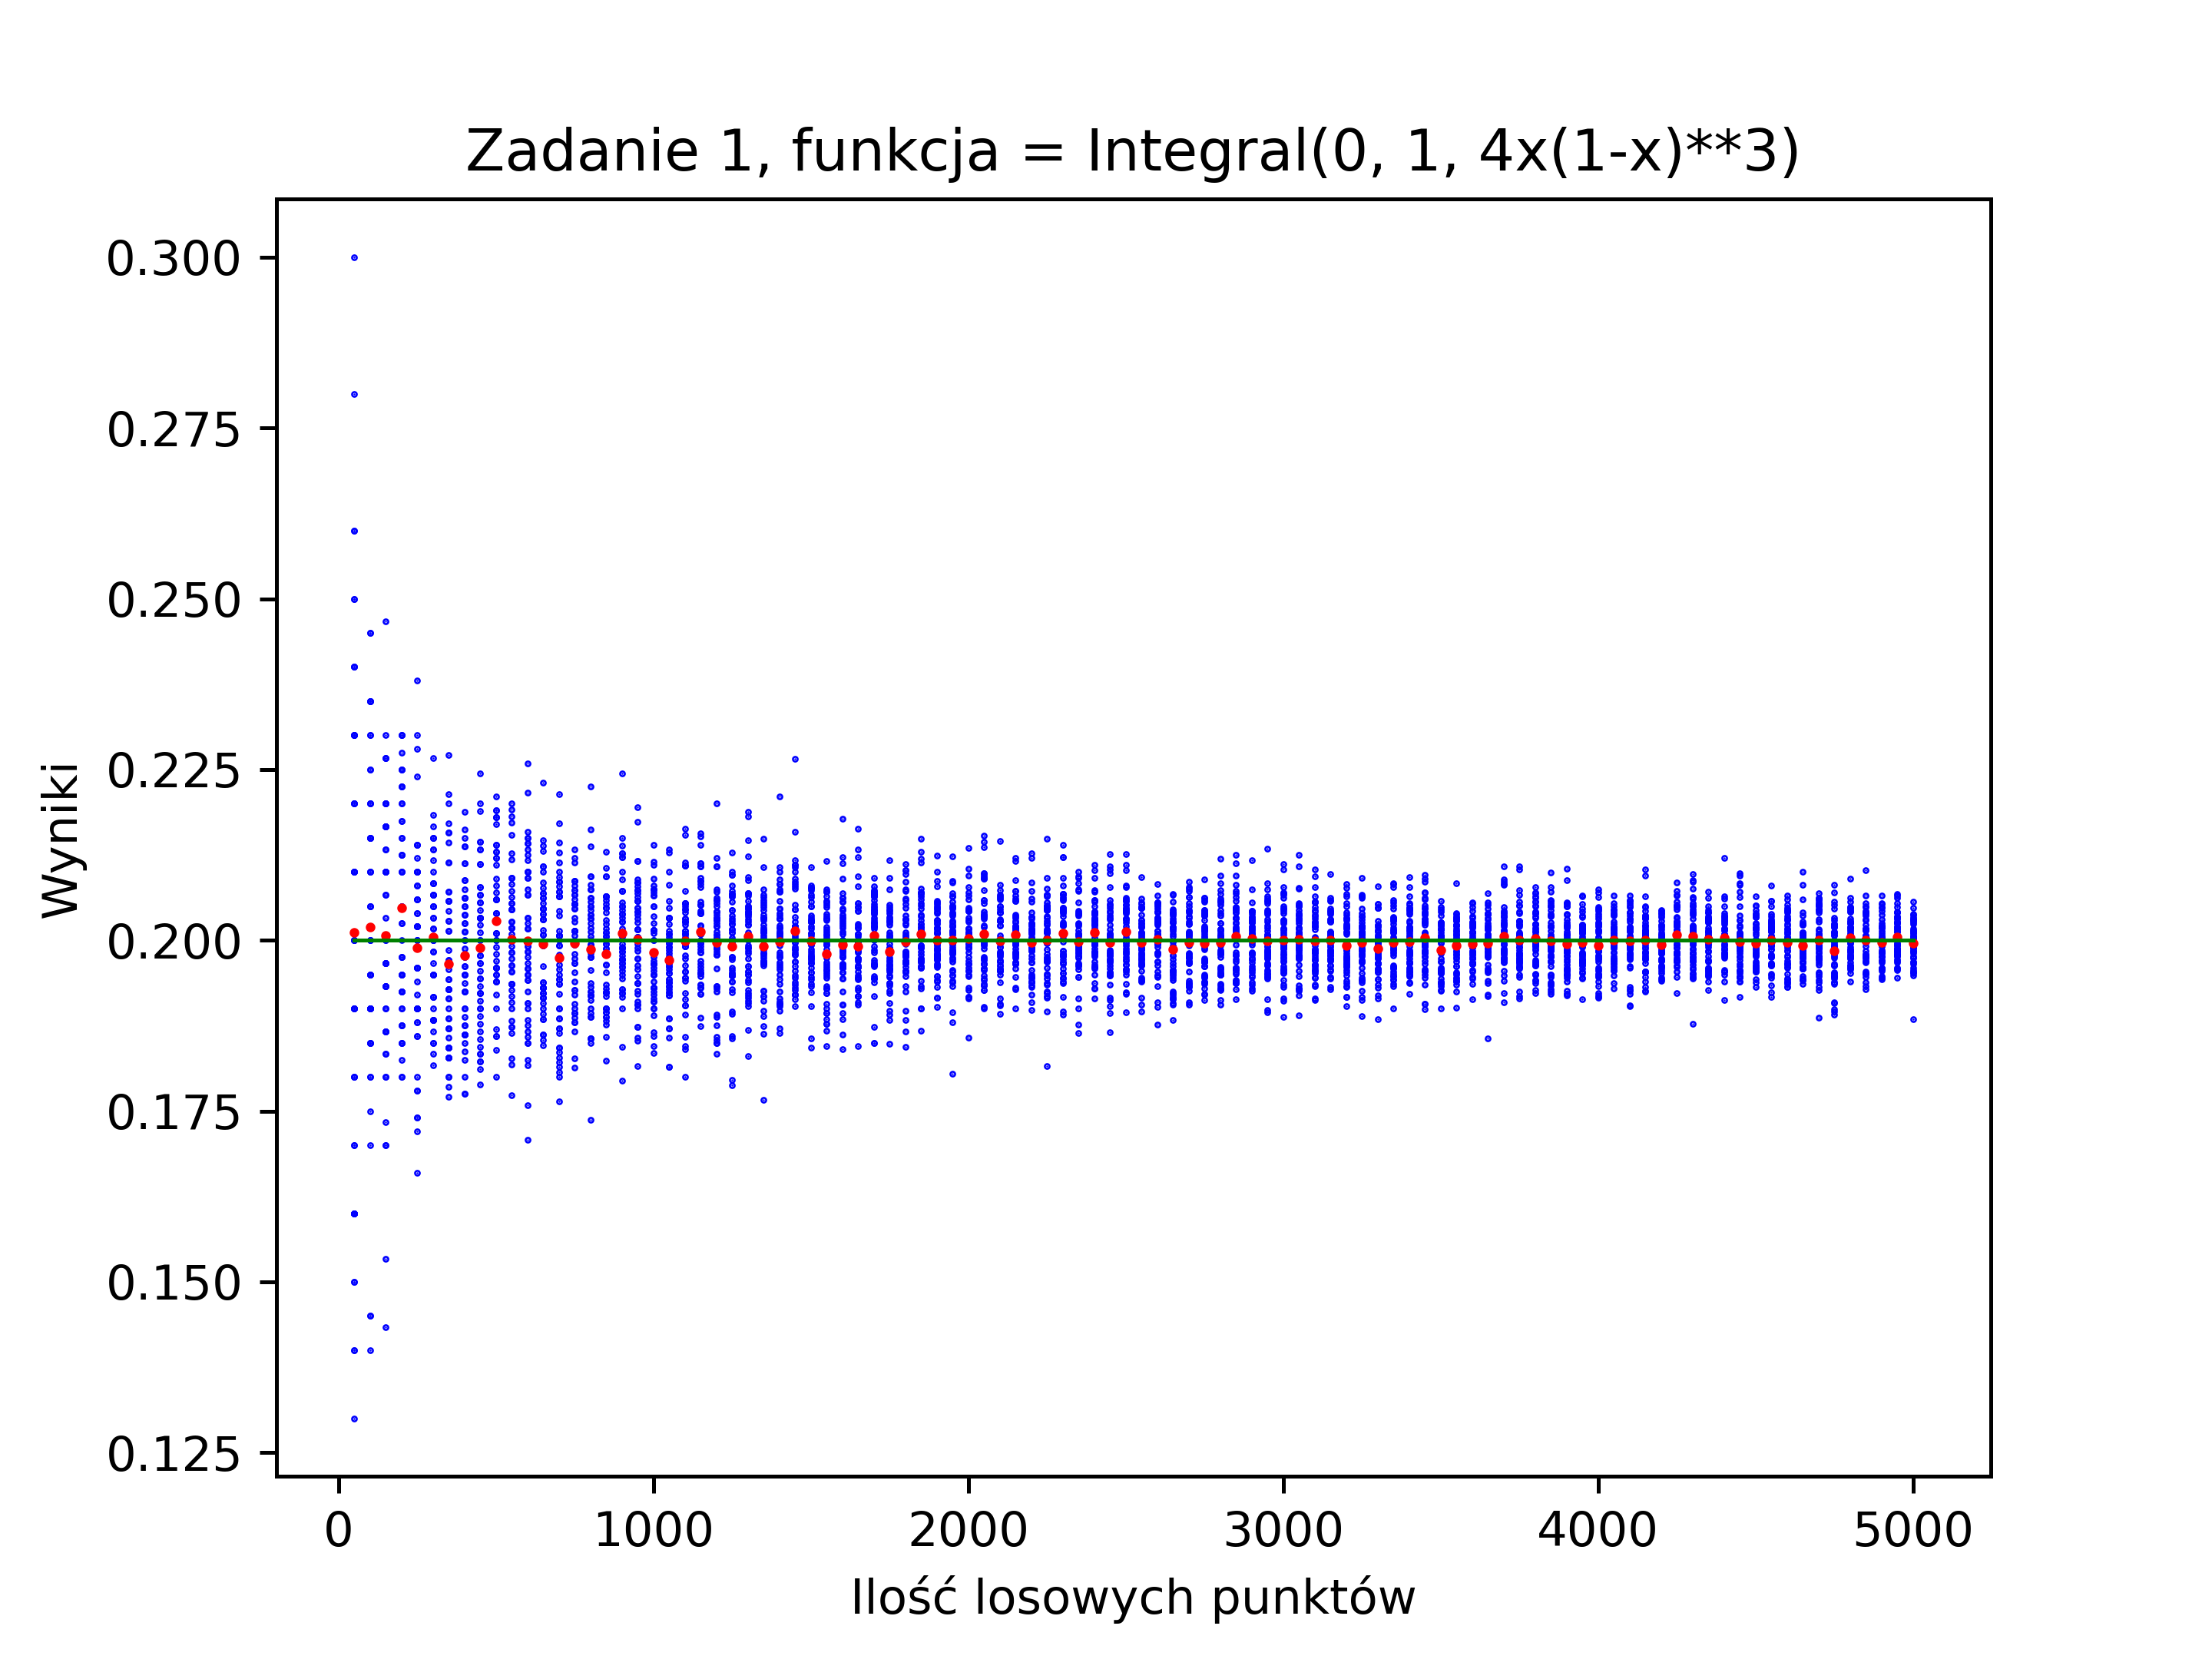 Zadanie 1, funkcja = Integral(0, 1, 4x(1-x)**3)
Wyniki
0.300
0.275
0.250
0.225
0.200
0.175
0.150
0.125
0 1000 2000 3000 4000 5000
Ilość losowych punktów